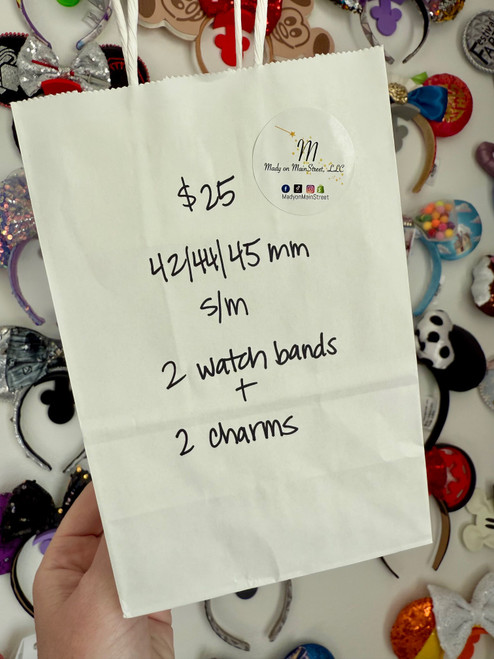 M
Mady on MainStreet, LLC
MadyonMainStreet
$25
42/44/45 mm
s/m
2 watch bands
+
2 charms